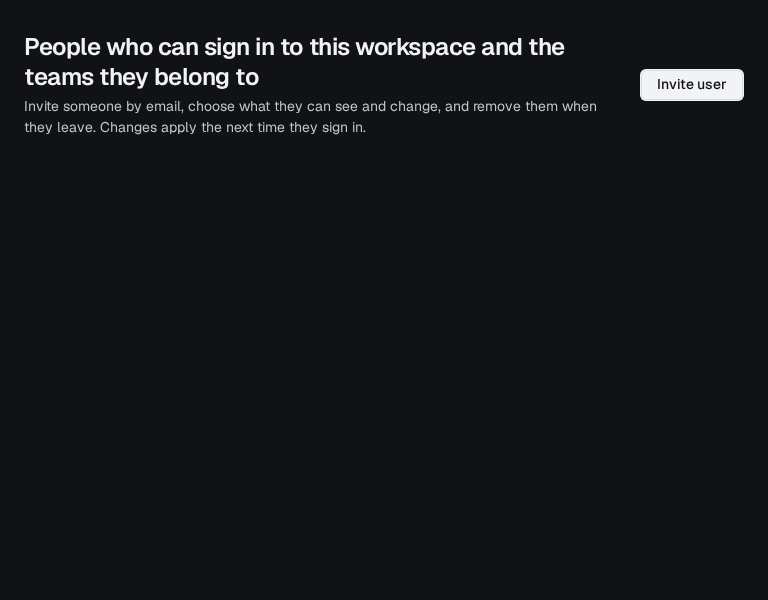 People who can sign in to this workspace and the
teams they belong to
Invite someone by email, choose what they can see and change, and remove them when
they leave. Changes apply the next time they sign in.
Invite user